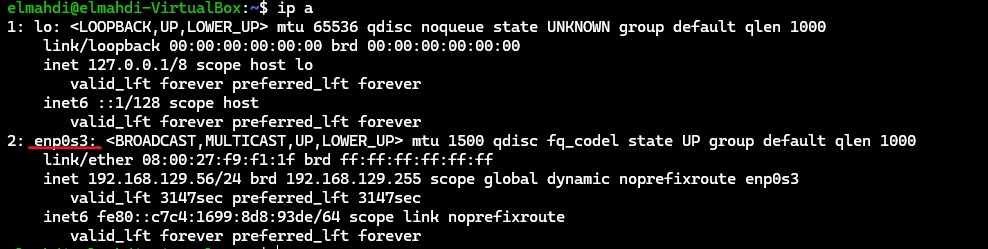 elmahdi@elmahdi-VirtualBox:~$ ip a
1: lo: <LOOPBACK,UP,LOWER_UP> mtu 65536 qdisc noqueue state UNKNOWN group default qlen 1000
    link/loopback 00:00:00:00:00:00 brd 00:00:00:00:00:00
    inet 127.0.0.1/8 scope host lo
       valid_lft forever preferred_lft forever
    inet6 ::1/128 scope host
       valid_lft forever preferred_lft forever
2: enp0s3: <BROADCAST,MULTICAST,UP,LOWER_UP> mtu 1500 qdisc fq_codel state UP group default qlen 1000
    link/ether 08:00:27:f9:f1:1f brd ff:ff:ff:ff:ff:ff
    inet 192.168.129.56/24 brd 192.168.129.255 scope global dynamic noprefixroute enp0s3
       valid_lft 3147sec preferred_lft 3147sec
    inet6 fe80::c7c4:1699:8d8:93de/64 scope link noprefixroute
       valid_lft forever preferred_lft forever